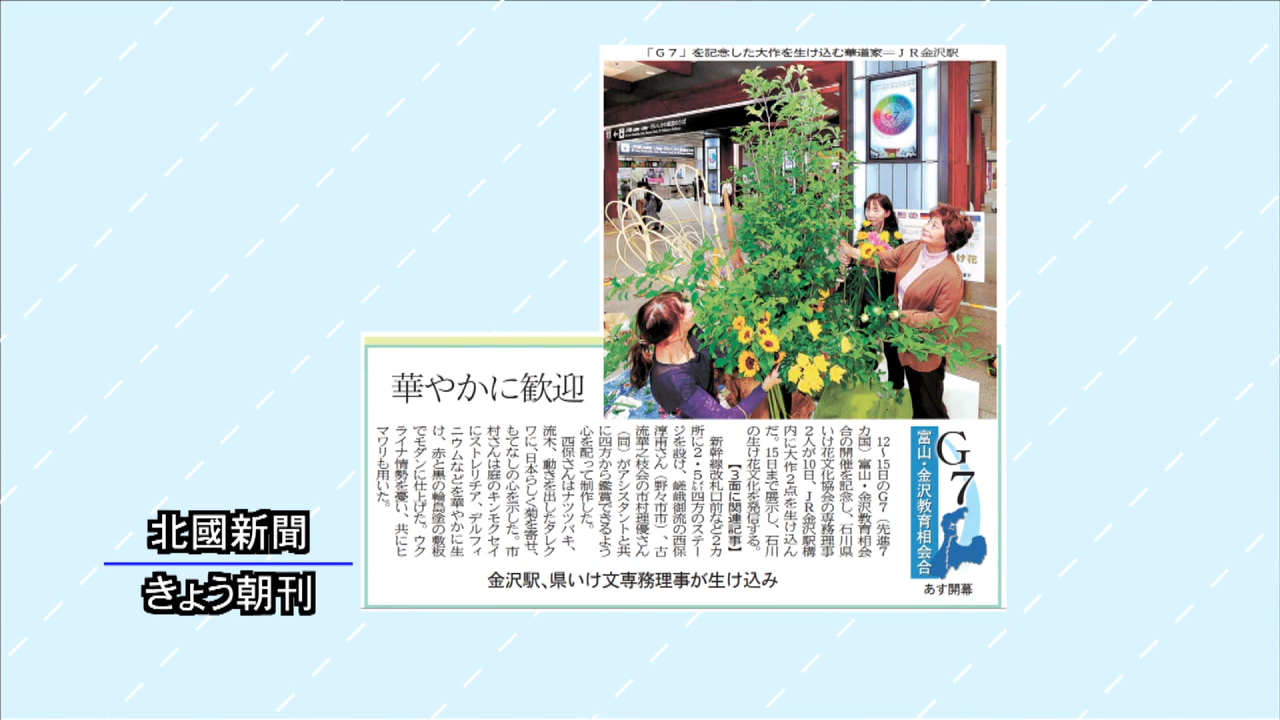 「G7」を記念した大作を生け込む華道家―JR金沢駅
G7
け花
華やかに歓迎
G7
富山・金沢教育相会合
あす開幕
12〜15日のG7(先進7
カ国)富山・金沢教育相会
合の開催を記念し、石川県
いけ花文化協会の専務理事
2人が10日、JR金沢駅構
内に大作2点を生け込ん
だ。15日まで展示し、石川
の生け花文化を発信する。
【3面に関連記事】
新幹線改札口前など2カ
所に2・5㍍四方のステー
ジを設け、嵯峨御流の西保
淳甫さん(野々市市)、古
流華之枝会の市村理優さん
(同)がアシスタントと共
に四方から鑑賞できるよう
心を配って制作した。
西保さんはナツツバキ、
流木、動きを出したタレク
ワに、日本らしく菊を寄せ、
もてなしの心を示した。市
村さんは庭のキンモクセイ
にストレリチア、デルフィ
ニウムなどを華やかに生
け、赤と黒の輪島塗の敷板
でモダンに仕上げた。ウク
ライナ情勢を憂い、共にヒ
マワリも用いた。
金沢駅、県いけ文専務理事が生け込み
北國新聞
きょう朝刊